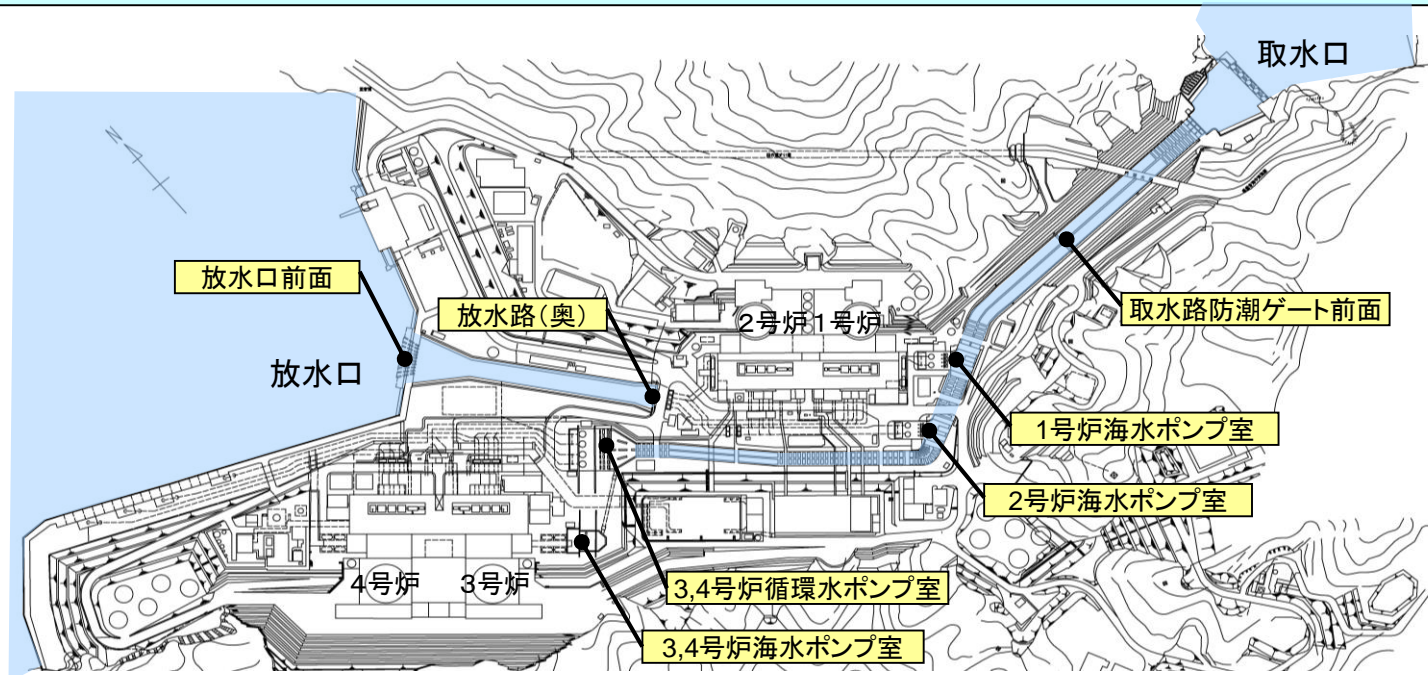 取水口
N
放水口前面
放水路(奥)
2号炉
1号炉
取水路防潮ゲート前面
放水口
1号炉海水ポンプ室
2号炉海水ポンプ室
4号炉
3号炉
3,4号炉循環水ポンプ室
3,4号炉海水ポンプ室